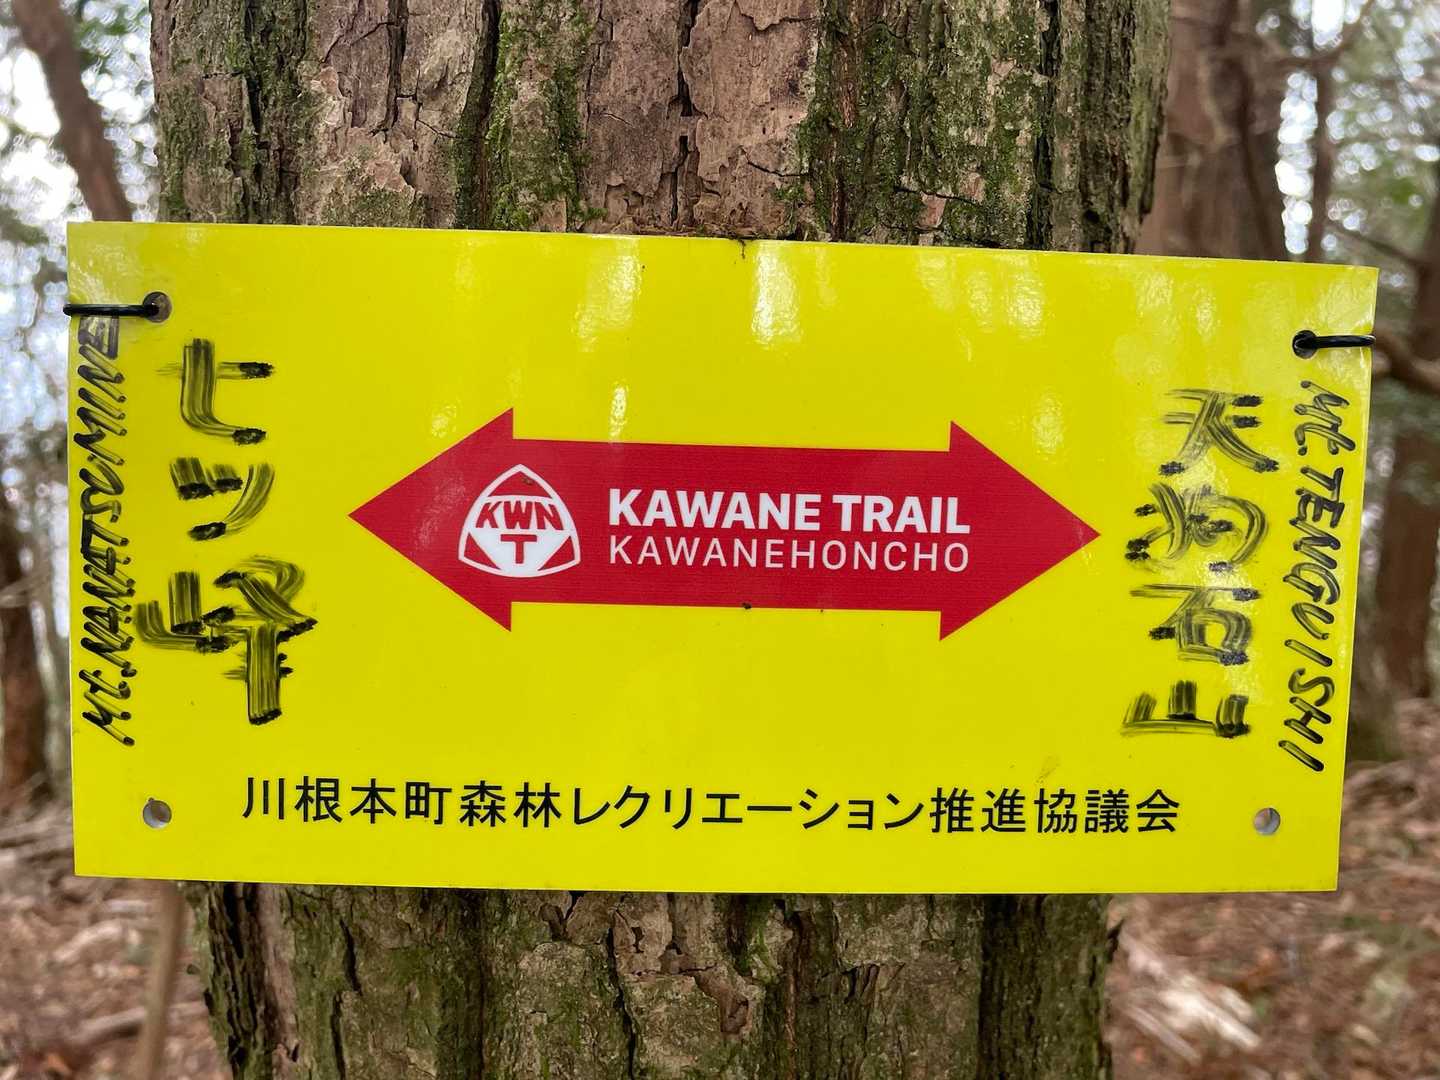 Mt. NANATSUMINE
七ツ峰
KWN
T
KAWANE TRAIL
KAWANEHONCHO
天狗石山
Mt. TENGUISHI
川根本町森林レクリエーション推進協議会